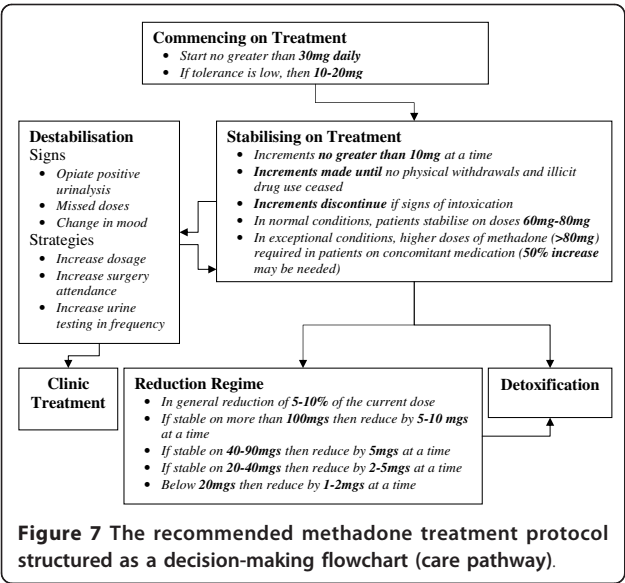 Commencing on Treatment
• Start no greater than 30mg daily
• If tolerance is low, then 10-20mg
Destabilisation
Signs
• Opiate positive
urinalysis
• Missed doses
• Change in mood
Strategies
• Increase dosage
• Increase surgery
attendance
• Increase urine
testing in frequency
Stabilising on Treatment
• Increments no greater than 10mg at a time
• Increments made until no physical withdrawals and illicit
drug use ceased
• Increments discontinue if signs of intoxication
• In normal conditions, patients stabilise on doses 60mg-80mg
• In exceptional conditions, higher doses of methadone (>80mg)
required in patients on concomitant medication (50% increase
may be needed)
Clinic
Treatment
Reduction Regime
• In general reduction of 5-10% of the current dose
• If stable on more than 100mgs then reduce by 5-10 mgs
at a time
• If stable on 40-90mgs then reduce by 5mgs at a time
• If stable on 20-40mgs then reduce by 2-5mgs at a time
• Below 20mgs then reduce by 1-2mgs at a time
Detoxification
Figure 7 The recommended methadone treatment protocol
structured as a decision-making flowchart (care pathway).